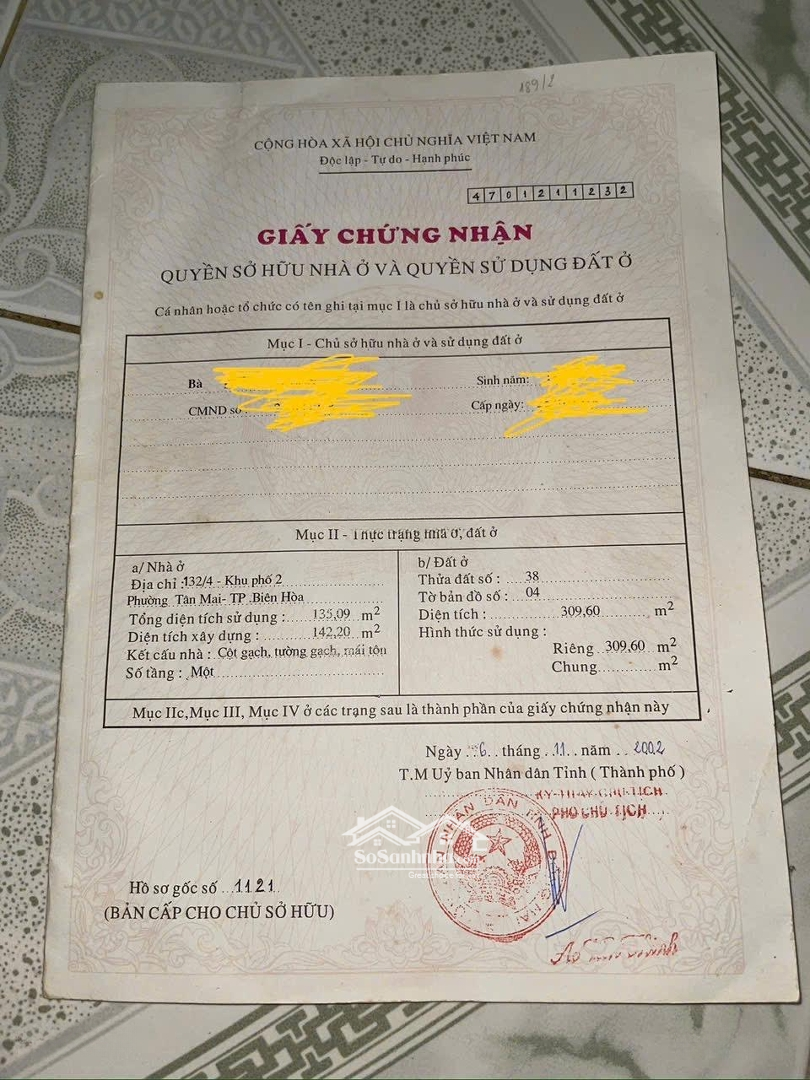 189/2
CỘNG HÒA XÃ HỘI CHỦ NGHĨA VIỆT NAM
Độc lập - Tự do - Hạnh phúc
4701211232
GIẤY CHỨNG NHẬN
QUYỀN SỞ HỮU NHÀ Ở VÀ QUYỀN SỬ DỤNG ĐẤT Ở
Cá nhân hoặc tổ chức có tên ghi tại mục I là chủ sở hữu nhà ở và sử dụng đất ở
Mục I - Chủ sở hữu nhà ở và sử dụng đất ở
Bà Sinh năm:
CMND số Cấp ngày:
Mục II - Thực trạng nhà ở, đất ở
a/ Nhà ở
Địa chỉ : 132/4 - Khu phố 2
Phường Tân Mai- TP .Biên Hòa
Tổng diện tích sử dụng : 135,09 m2
Diện tích xây dựng : 142,20 m2
Kết cấu nhà : Cột gạch, tường gạch, mái tôn
Số tầng : Một
b/ Đất ở
Thửa đất số : 38
Tờ bản đồ số : 04
Diện tích : 309,60 m2
Hình thức sử dụng :
Riêng 309,60 m2
Chung m2
Mục IIc,Mục III, Mục IV ở các trang sau là thành phần của giấy chứng nhận này
Ngày 6 tháng 11 năm 2002
T.M Uỷ ban Nhân dân Tỉnh ( Thành phố )
KT. CHỦ TỊCH
PHÓ CHỦ TỊCH
NHÂN DÂN TỈNH
SoSanhnha
Hồ sơ gốc số 1121
(BẢN CẤP CHO CHỦ SỞ HỮU)